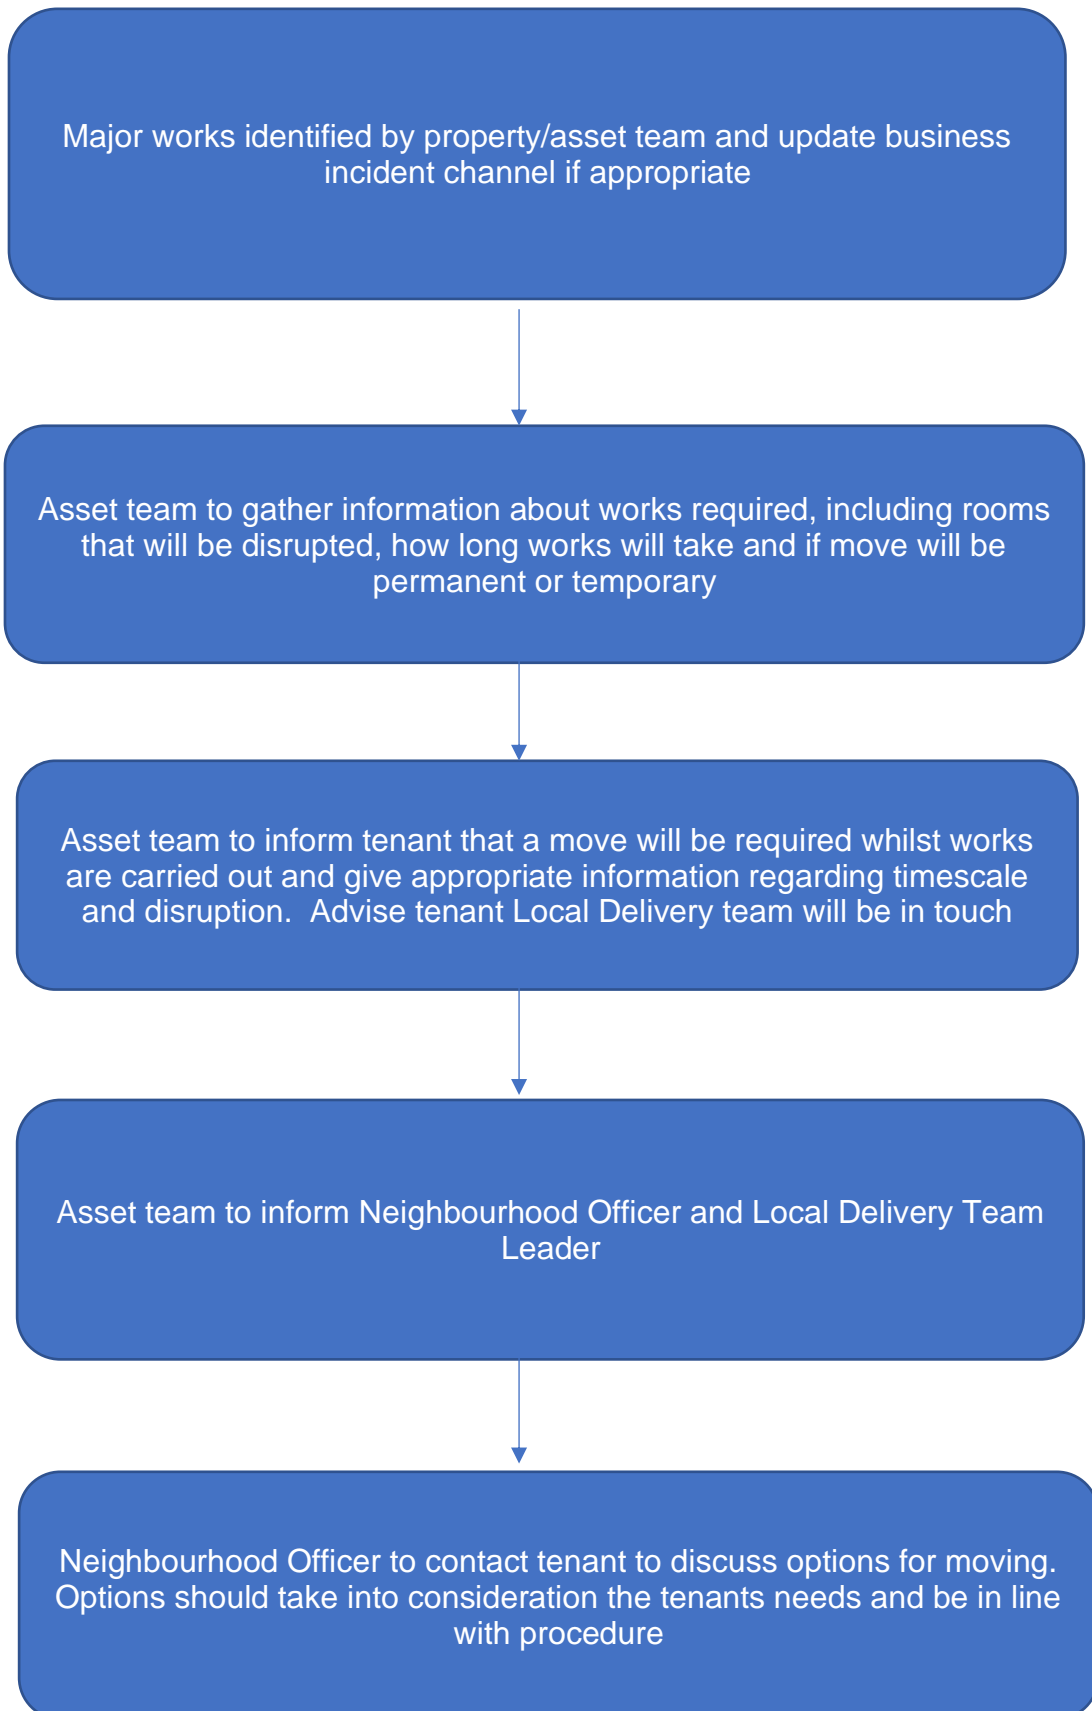 Major works identified by property/asset team and update business
incident channel if appropriate
Asset team to gather information about works required, including rooms
that will be disrupted, how long works will take and if move will be
permanent or temporary
Asset team to inform tenant that a move will be required whilst works
are carried out and give appropriate information regarding timescale
and disruption.  Advise tenant Local Delivery team will be in touch
Asset team to inform Neighbourhood Officer and Local Delivery Team
Leader
Neighbourhood Officer to contact tenant to discuss options for moving.
Options should take into consideration the tenants needs and be in line
with procedure